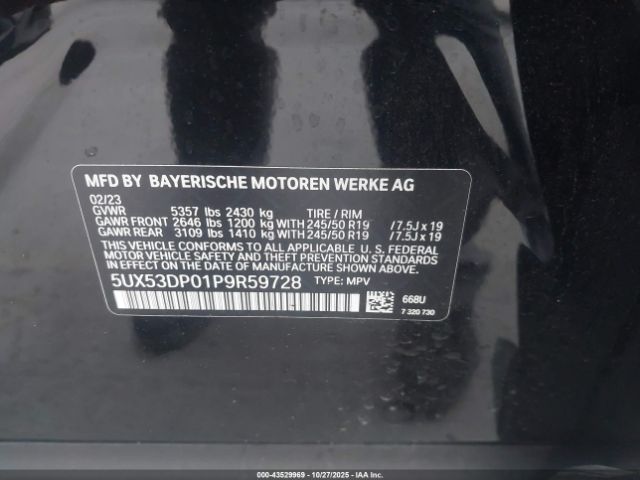 MFD BY BAYERISCHE MOTOREN WERKE AG
02/23
GVWR 5357 lbs 2430 kg TIRE / RIM
GAWR FRONT 2646 lbs 1200 kg WITH 245/50 R19 / 7.5J x 19
GAWR REAR 3109 lbs 1410 kg WITH 245/50 R19 / 7.5J x 19
THIS VEHICLE CONFORMS TO ALL APPLICABLE U. S. FEDERAL
MOTOR VEHICLE SAFETY AND THEFT PREVENTION STANDARDS
IN EFFECT ON THE DATE OF MANUFACTURE SHOWN ABOVE.
5UX53DP01P9R59728 TYPE: MPV
668U
7 320 730
000-43529969 | 10/27/2025 - IAA Inc.